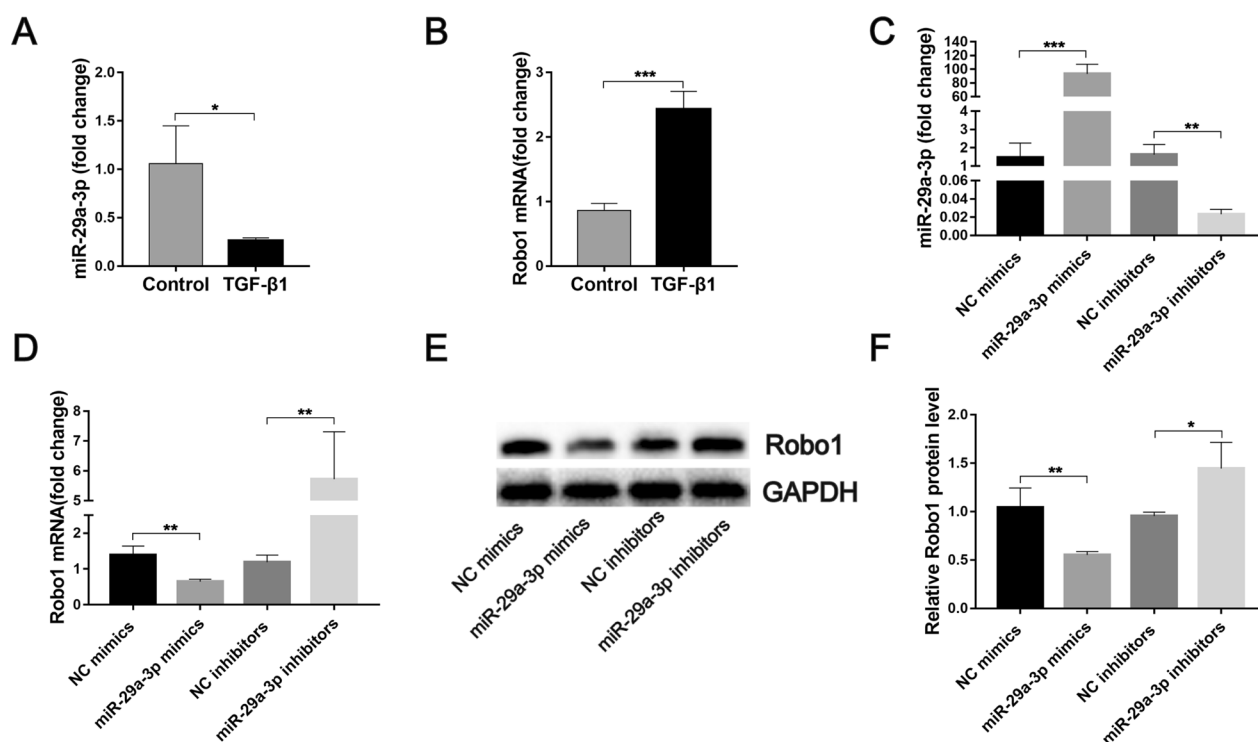 A
miR-29a-3p (fold change)
2.0
1.5
1.0
0.5
0.0
*
Control
TGF-β1
B
Robo1 mRNA(fold change)
3
2
1
0
***
Control
TGF-β1
C
miR-29a-3p (fold change)
140
120
100
80
60
4
3
2
1
0.06
0.04
0.02
0.00
***
**
NC mimics
miR-29a-3p mimics
NC inhibitors
miR-29a-3p inhibitors
D
Robo1 mRNA(fold change)
8
7
6
5
2
1
0
**
**
NC mimics
miR-29a-3p mimics
NC inhibitors
miR-29a-3p inhibitors
E
Robo1
GAPDH
NC mimics
miR-29a-3p mimics
NC inhibitors
miR-29a-3p inhibitors
F
Relative Robo1 protein level
2.0
1.5
1.0
0.5
0.0
**
*
NC mimics
miR-29a-3p mimics
NC inhibitors
miR-29a-3p inhibitors